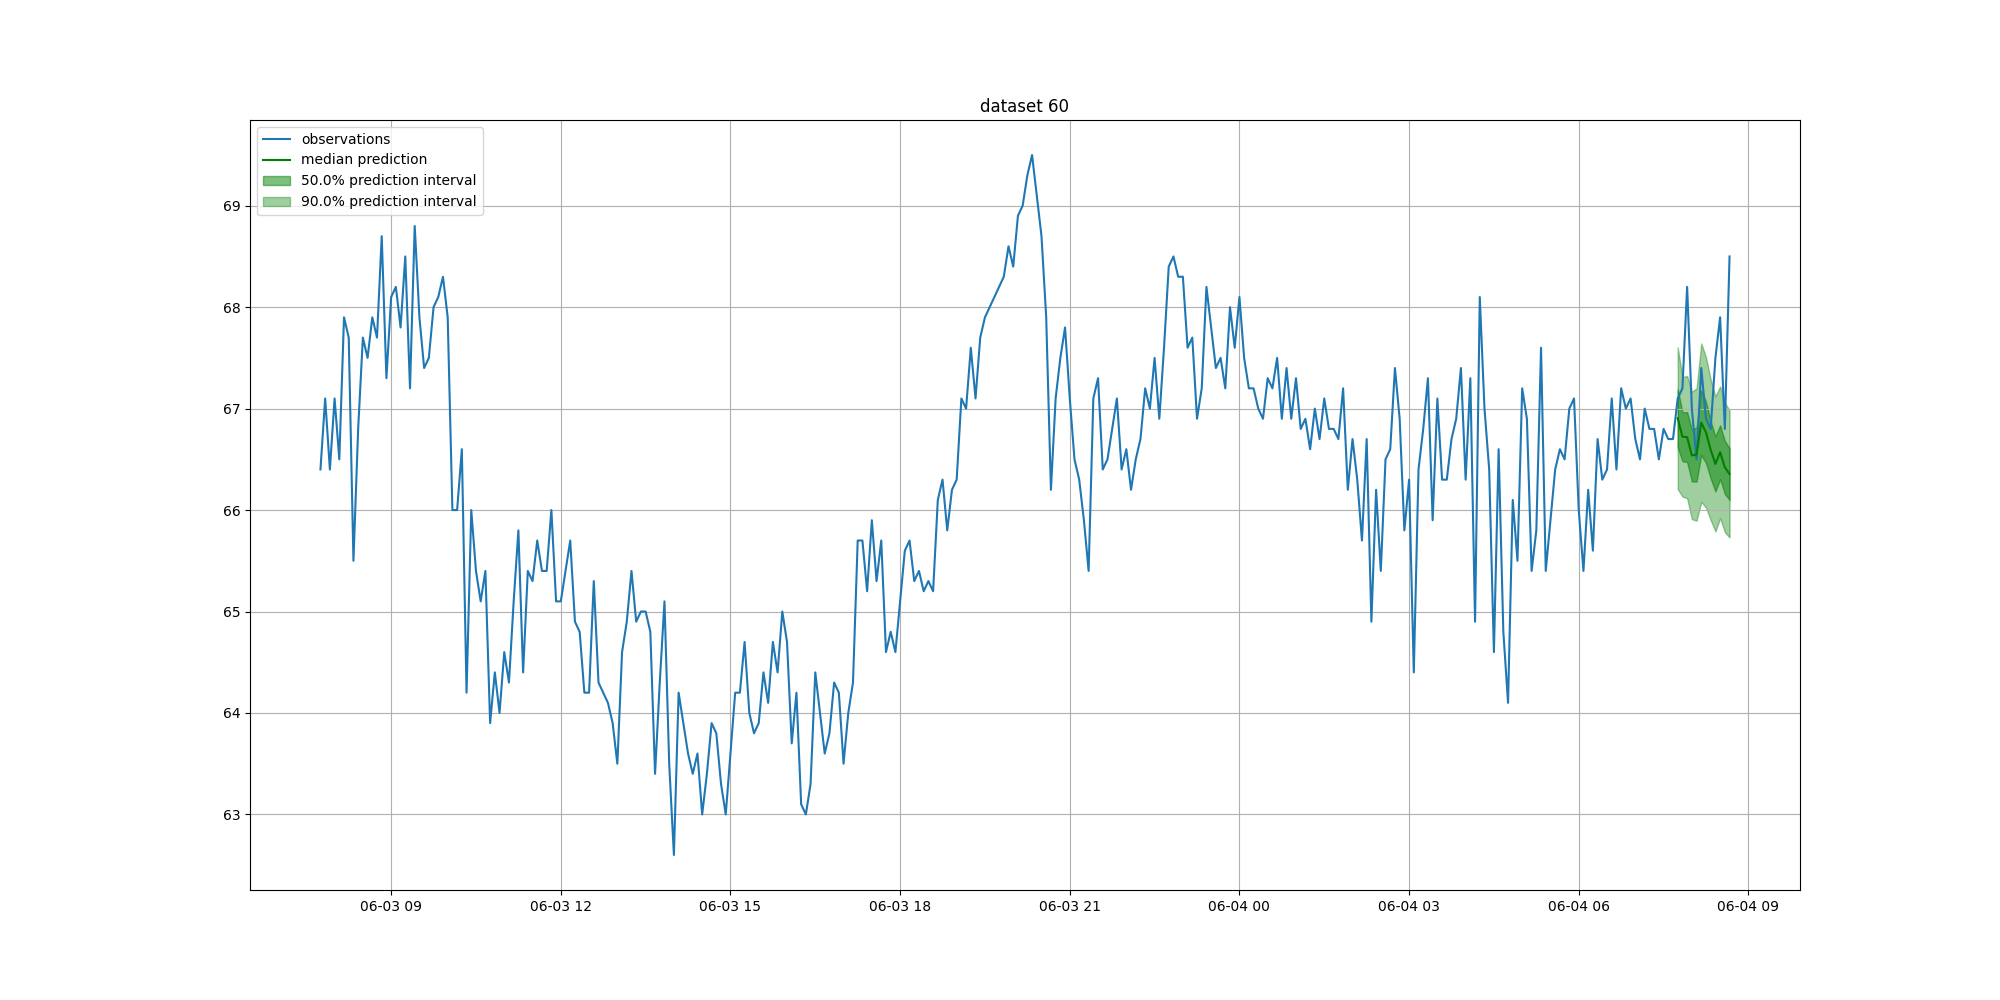 dataset 60
observations
median prediction
50.0% prediction interval
90.0% prediction interval
69
68
67
66
65
64
63
06-03 09 06-03 12 06-03 15 06-03 18 06-03 21 06-04 00 06-04 03 06-04 06 06-04 09